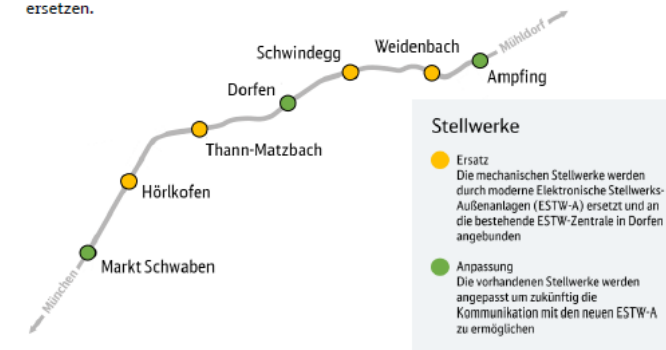 ersetzen.
Mühldorf
Schwindegg
Weidenbach
Ampfing
Dorfen
Thann-Matzbach
Hörlkofen
Markt Schwaben
München
Stellwerke
Ersatz
Die mechanischen Stellwerke werden
durch moderne Elektronische Stellwerks-
Außenanlagen (ESTW-A) ersetzt und an
die bestehende ESTW-Zentrale in Dorfen
angebunden
Anpassung
Die vorhandenen Stellwerke werden
angepasst um zukünftig die
Kommunikation mit den neuen ESTW-A
zu ermöglichen